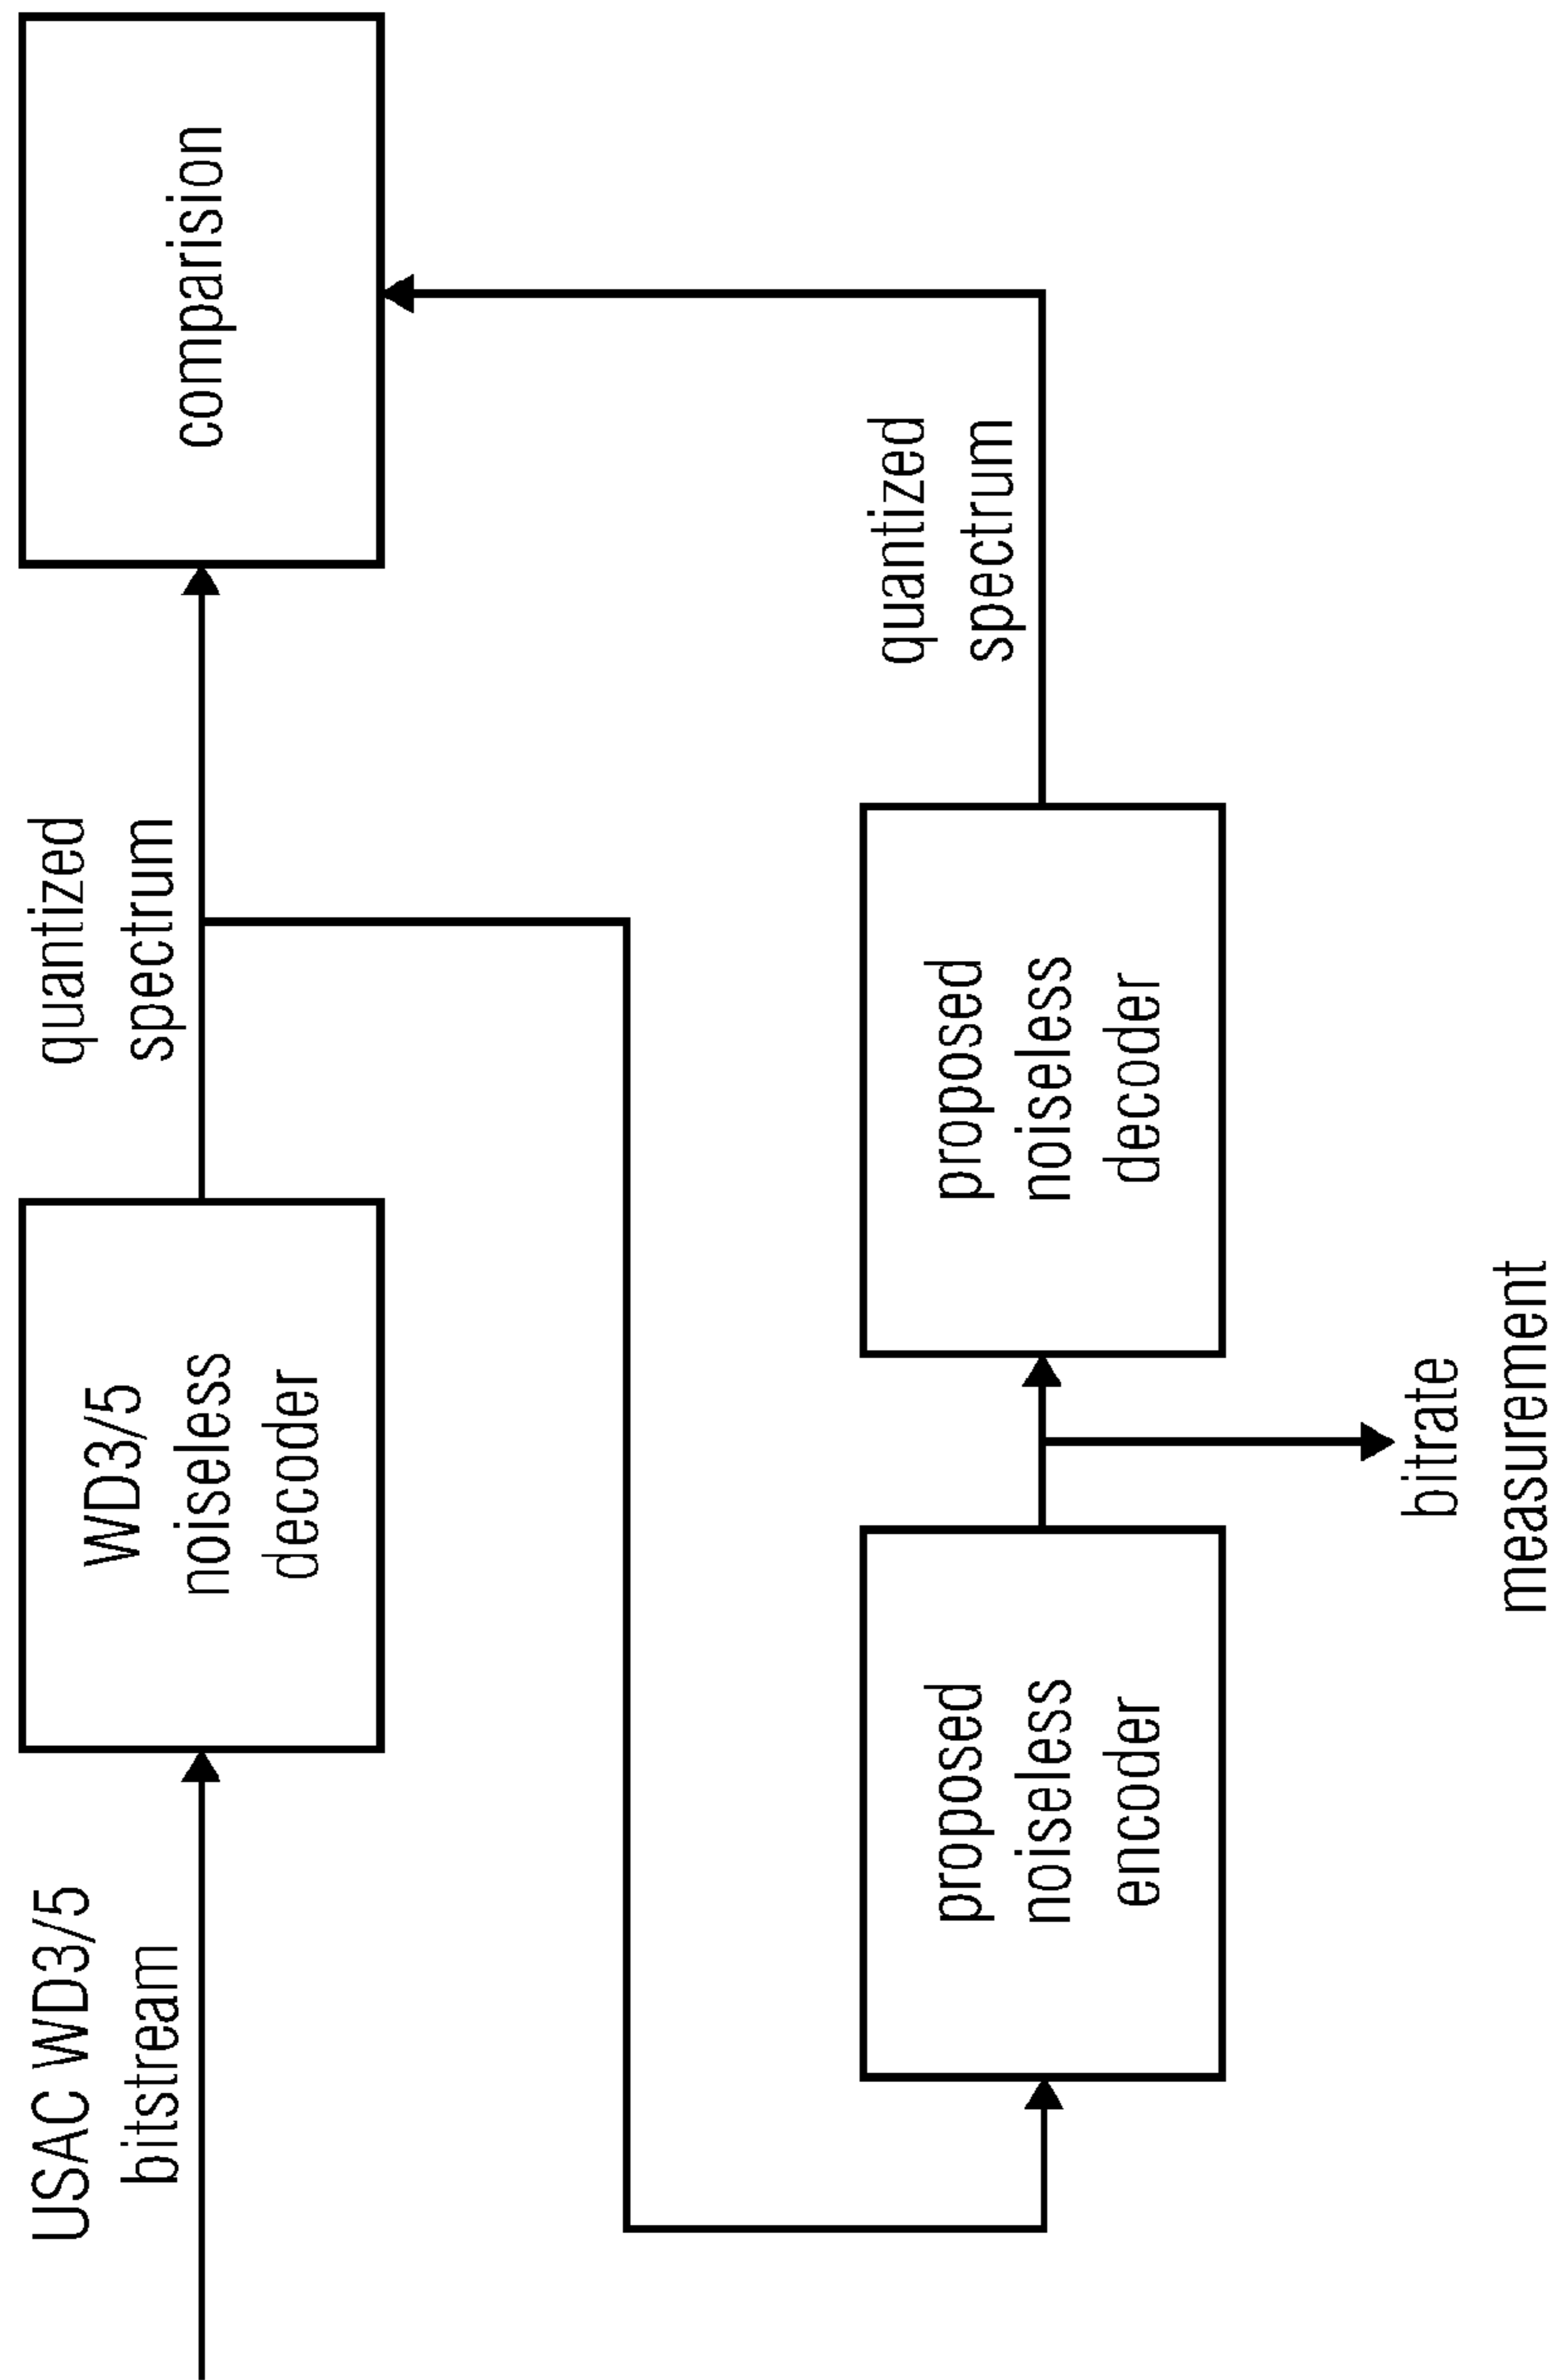 USAC WD3/5
bitstream
WD3/5
noiseless
decoder
quantized
spectrum
comparision
proposed
noiseless
encoder
bitrate
measurement
proposed
noiseless
decoder
quantized
spectrum